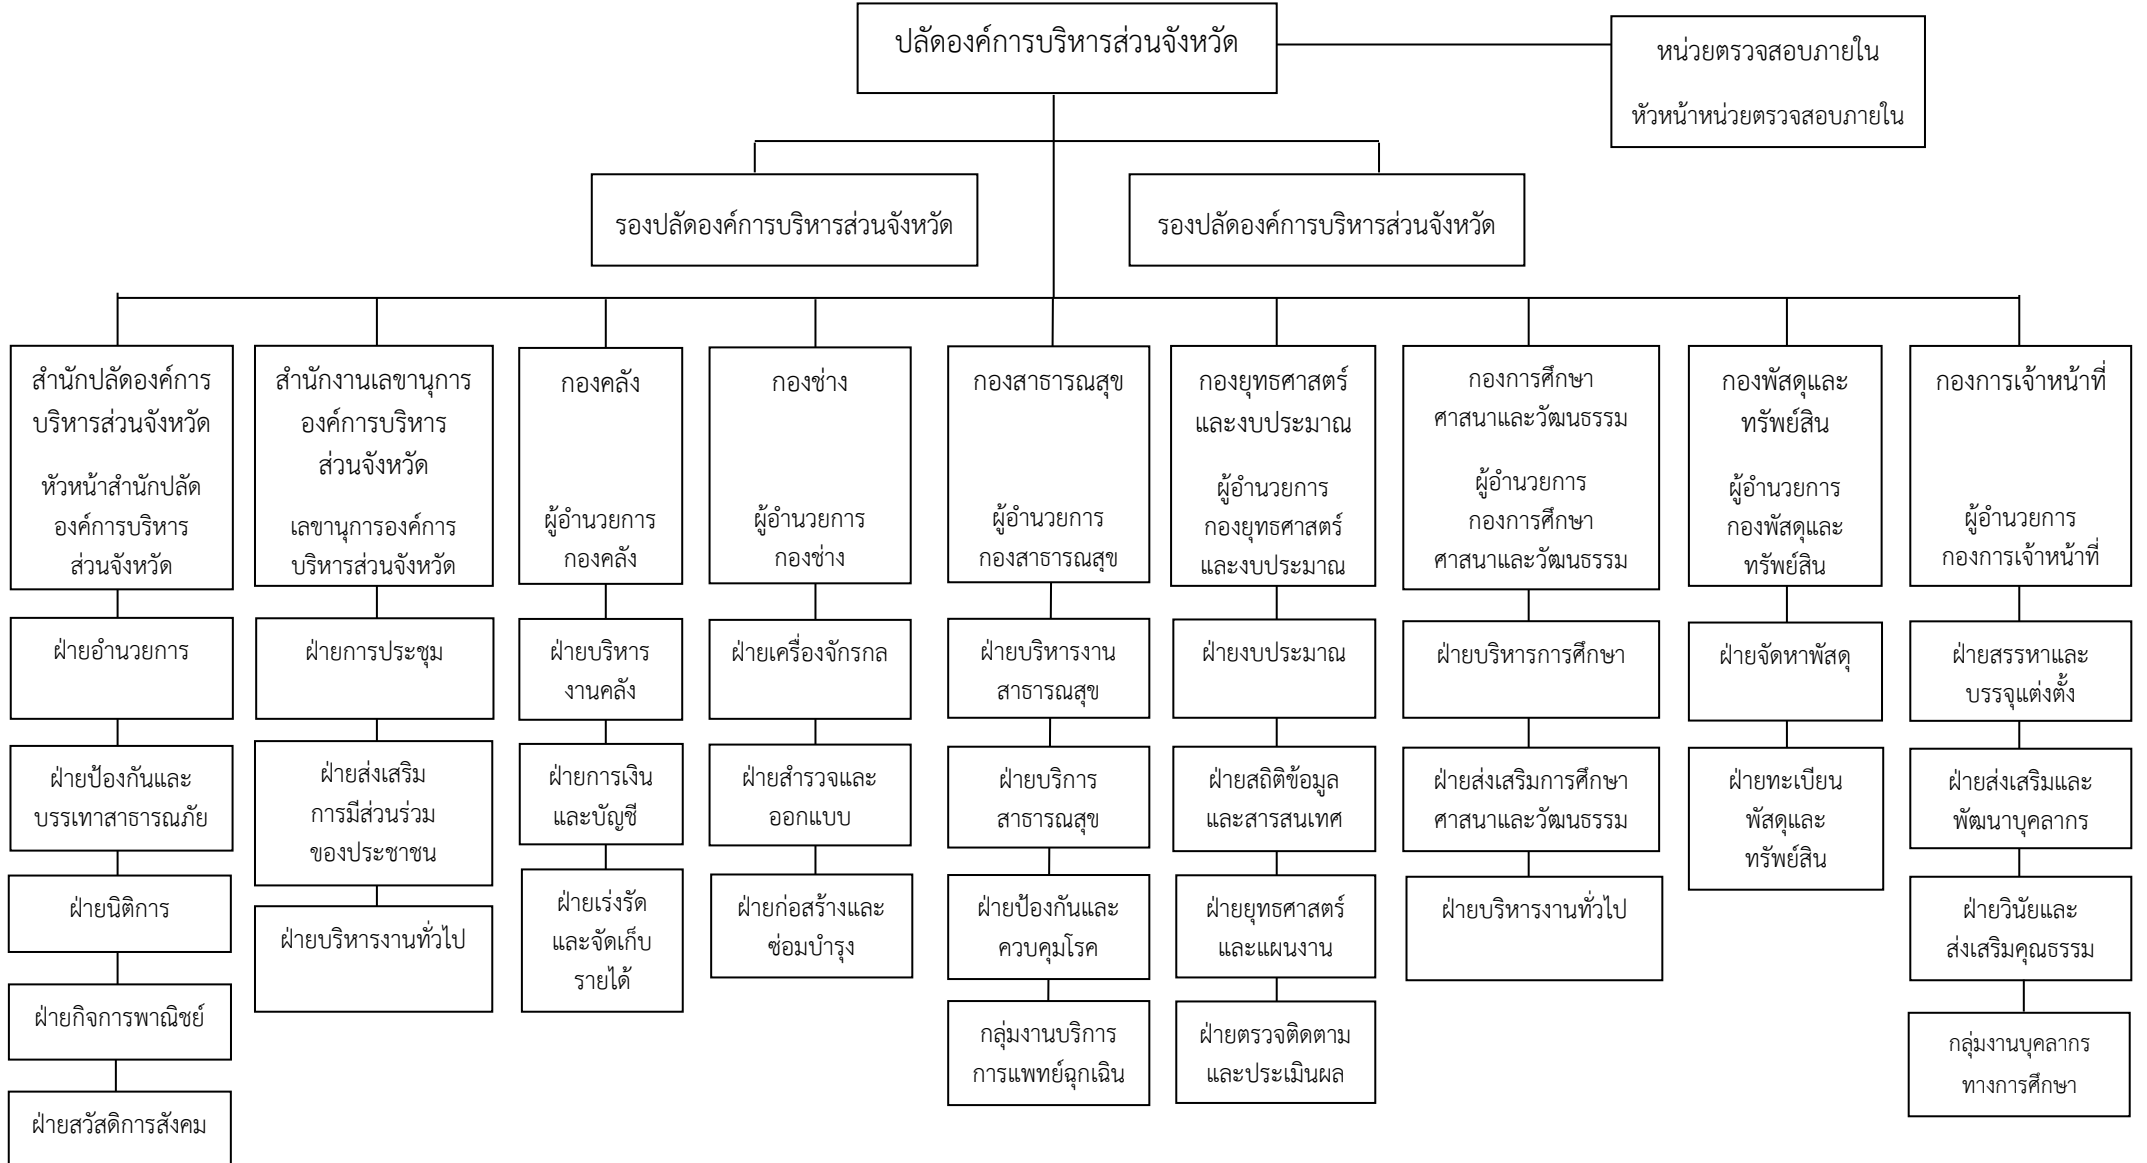 ปลัดองค์การบริหารส่วนจังหวัด
หน่วยตรวจสอบภายใน
หัวหน้าหน่วยตรวจสอบภายใน
รองปลัดองค์การบริหารส่วนจังหวัด
รองปลัดองค์การบริหารส่วนจังหวัด
สำนักปลัดองค์การ
บริหารส่วนจังหวัด
หัวหน้าสำนักปลัด
องค์การบริหาร
ส่วนจังหวัด
ฝ่ายอำนวยการ
ฝ่ายป้องกันและ
บรรเทาสาธารณภัย
ฝ่ายนิติการ
ฝ่ายกิจการพาณิชย์
ฝ่ายสวัสดิการสังคม
สำนักงานเลขานุการ
องค์การบริหาร
ส่วนจังหวัด
เลขานุการองค์การ
บริหารส่วนจังหวัด
ฝ่ายการประชุม
ฝ่ายส่งเสริม
การมีส่วนร่วม
ของประชาชน
ฝ่ายบริหารงานทั่วไป
กองคลัง
ผู้อำนวยการ
กองคลัง
ฝ่ายบริหาร
งานคลัง
ฝ่ายการเงิน
และบัญชี
ฝ่ายเร่งรัด
และจัดเก็บ
รายได้
กองช่าง
ผู้อำนวยการ
กองช่าง
ฝ่ายเครื่องจักรกล
ฝ่ายสำรวจและ
ออกแบบ
ฝ่ายก่อสร้างและ
ซ่อมบำรุง
กองสาธารณสุข
ผู้อำนวยการ
กองสาธารณสุข
ฝ่ายบริหารงาน
สาธารณสุข
ฝ่ายบริการ
สาธารณสุข
ฝ่ายป้องกันและ
ควบคุมโรค
กลุ่มงานบริการ
การแพทย์ฉุกเฉิน
กองยุทธศาสตร์
และงบประมาณ
ผู้อำนวยการ
กองยุทธศาสตร์
และงบประมาณ
ฝ่ายงบประมาณ
ฝ่ายสถิติข้อมูล
และสารสนเทศ
ฝ่ายยุทธศาสตร์
และแผนงาน
ฝ่ายตรวจติดตาม
และประเมินผล
กองการศึกษา
ศาสนาและวัฒนธรรม
ผู้อำนวยการ
กองการศึกษา
ศาสนาและวัฒนธรรม
ฝ่ายบริหารการศึกษา
ฝ่ายส่งเสริมการศึกษา
ศาสนาและวัฒนธรรม
ฝ่ายบริหารงานทั่วไป
กองพัสดุและ
ทรัพย์สิน
ผู้อำนวยการ
กองพัสดุและ
ทรัพย์สิน
ฝ่ายจัดหาพัสดุ
ฝ่ายทะเบียน
พัสดุและ
ทรัพย์สิน
กองการเจ้าหน้าที่
ผู้อำนวยการ
กองการเจ้าหน้าที่
ฝ่ายสรรหาและ
บรรจุแต่งตั้ง
ฝ่ายส่งเสริมและ
พัฒนาบุคลากร
ฝ่ายวินัยและ
ส่งเสริมคุณธรรม
กลุ่มงานบุคลากร
ทางการศึกษา